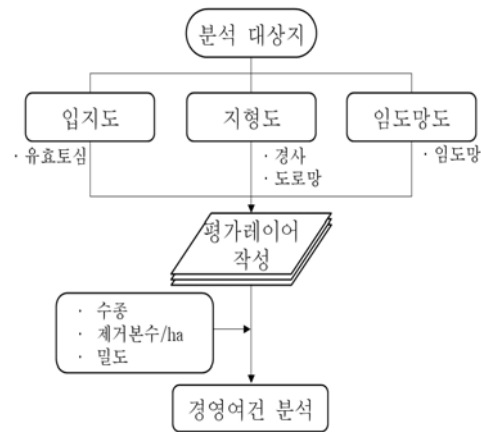 분석 대상지
입지도
지형도
임도망도
· 유효토심
· 경사
· 도로망
· 임도망
평가레이어
작성
· 수종
· 제거본수/ha
· 밀도
경영여건 분석